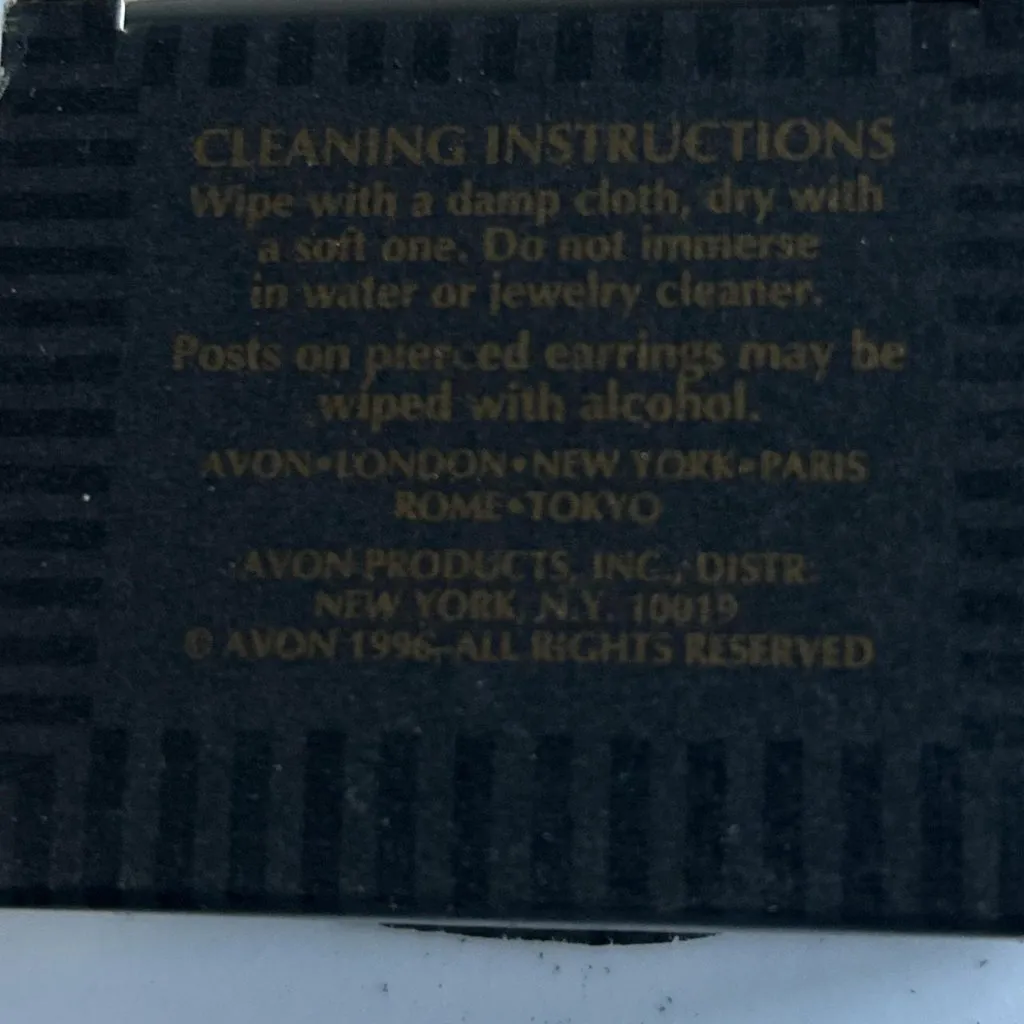 CLEANING INSTRUCTIONS
Wipe with a damp cloth, dry with
a soft one. Do not immerse
in water or jewelry cleaner.
Posts on pierced earrings may be
wiped with alcohol.
AVON•LONDON•NEW YORK•PARIS
ROME•TOKYO
AVON PRODUCTS, INC., DISTR.
NEW YORK, N.Y. 10019
© AVON 1996, ALL RIGHTS RESERVED